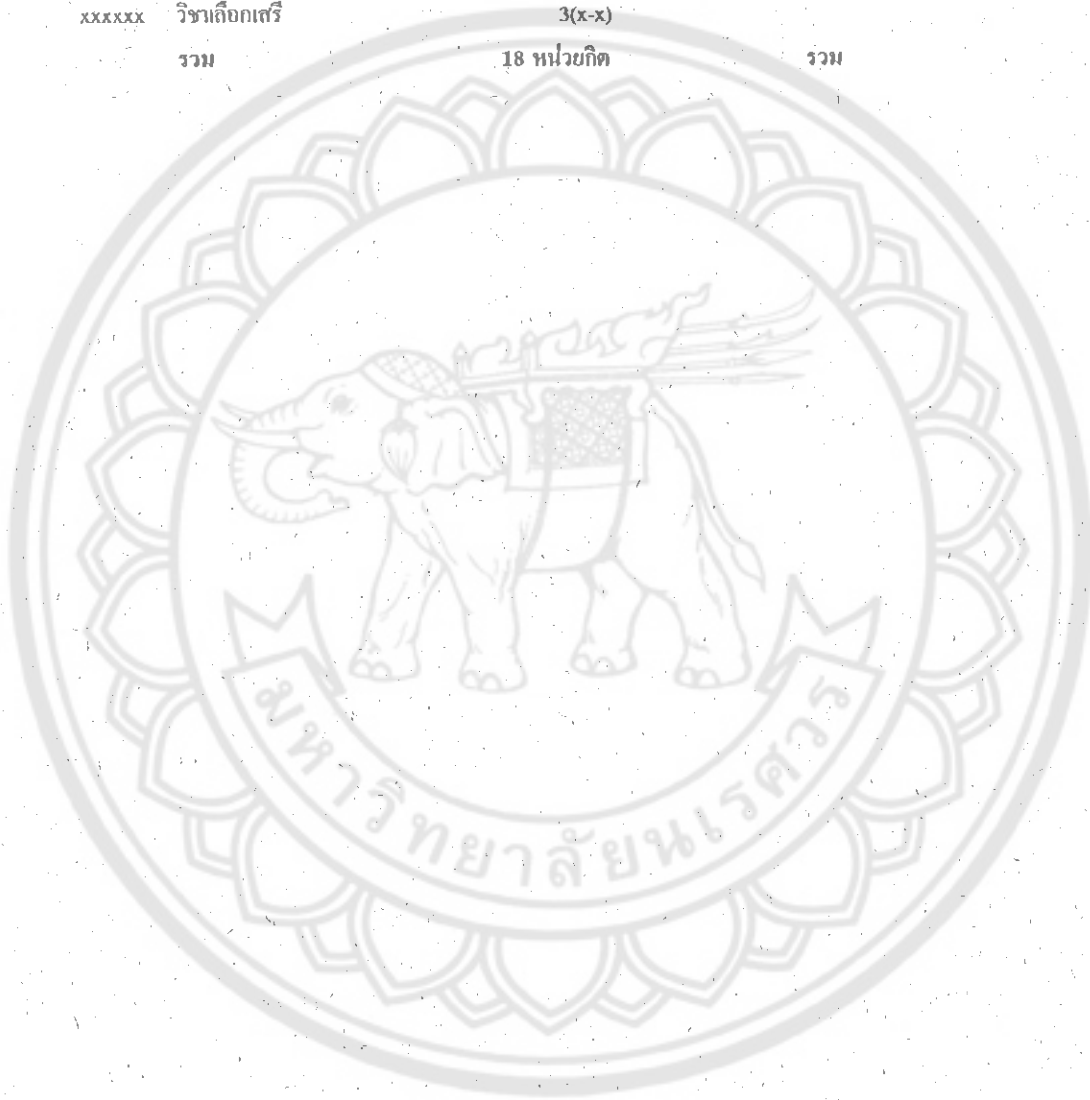 xxxxxx วิชาเลือกเสรี 3(x-x)
รวม 18 หน่วยกิต รวม
มหาวิทยาลัยนเรศวร